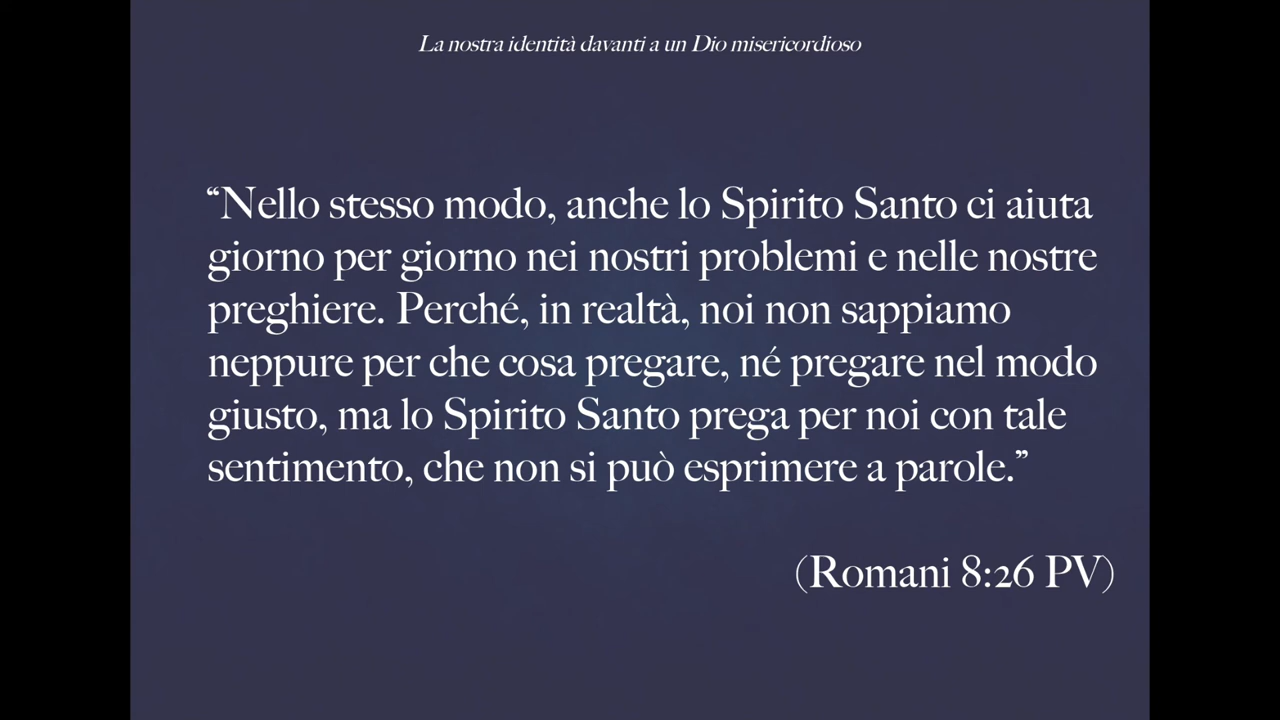 La nostra identità davanti a un Dio misericordioso
“Nello stesso modo, anche lo Spirito Santo ci aiuta
giorno per giorno nei nostri problemi e nelle nostre
preghiere. Perché, in realtà, noi non sappiamo
neppure per che cosa pregare, né pregare nel modo
giusto, ma lo Spirito Santo prega per noi con tale
sentimento, che non si può esprimere a parole.”
(Romani 8:26 PV)